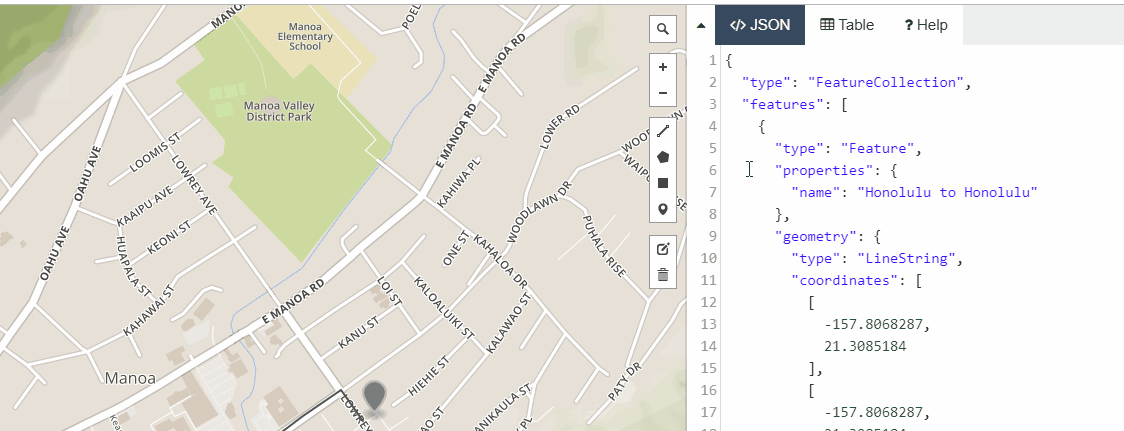 MANO
POEL
Manoa
Elementary
School
E MANOA RD
Manoa Valley
District Park
E MANOA RD
LOWER RD
LOOMIS ST
OAHU AVE
LOWREY AVE
KAHIWA PL
WOODLAWN DR
KAAIPU AVE
KEONI ST
HUAPALA ST
OAHU AVE
ONE ST
KAHALOA DR
PUHALA RISE
KAHAWAI ST
E MANOA RD
LOI ST
KALOALUIKI ST
KALAWAO ST
KANU ST
HIEHIE ST
PATY DR
Manoa
LOWREY
AO ST
ANIKAULA ST
PL
Kea
+
−
</> JSON
Table
? Help
1 {
2 "type": "FeatureCollection",
3 "features": [
4 {
5 "type": "Feature",
6 "properties": {
7 "name": "Honolulu to Honolulu"
8 },
9 "geometry": {
10 "type": "LineString",
11 "coordinates": [
12 [
13 -157.8068287,
14 21.3085184
15 ],
16 [
17 -157.8068287,